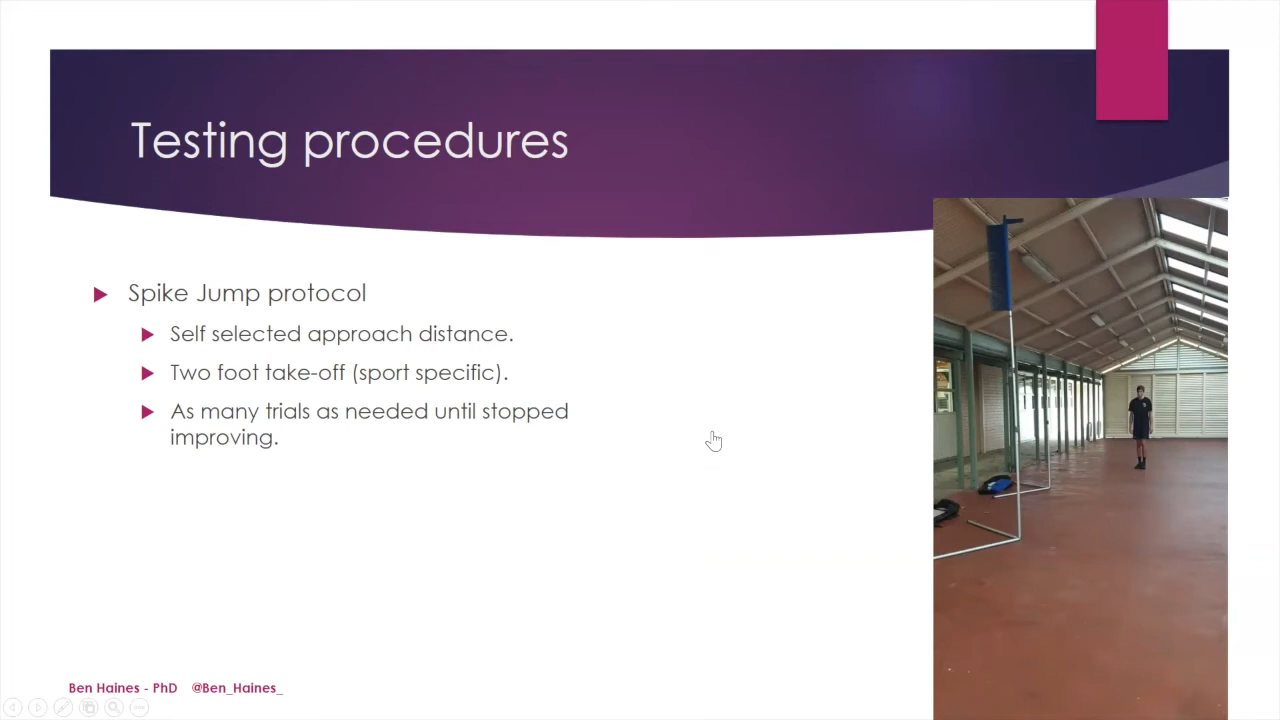 Testing procedures
Spike Jump protocol
Self selected approach distance.
Two foot take-off (sport specific).
As many trials as needed until stopped
improving.
Ben Haines - PhD @Ben_Haines_